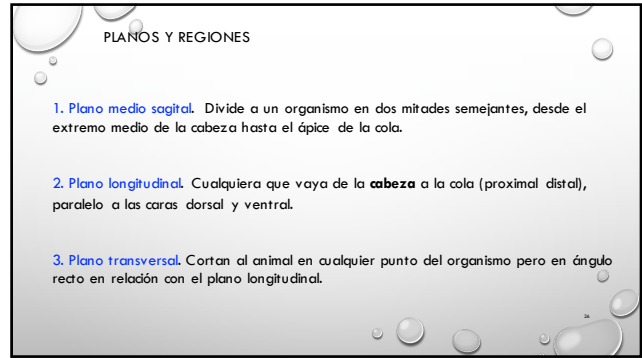 PLANOS Y REGIONES
1. Plano medio sagital. Divide a un organismo en dos mitades semejantes, desde el
extremo medio de la cabeza hasta el ápice de la cola.
2. Plano longitudinal. Cualquiera que vaya de la cabeza a la cola (proximal distal),
paralelo a las caras dorsal y ventral.
3. Plano transversal. Cortan al animal en cualquier punto del organismo pero en ángulo
recto en relación con el plano longitudinal.
26